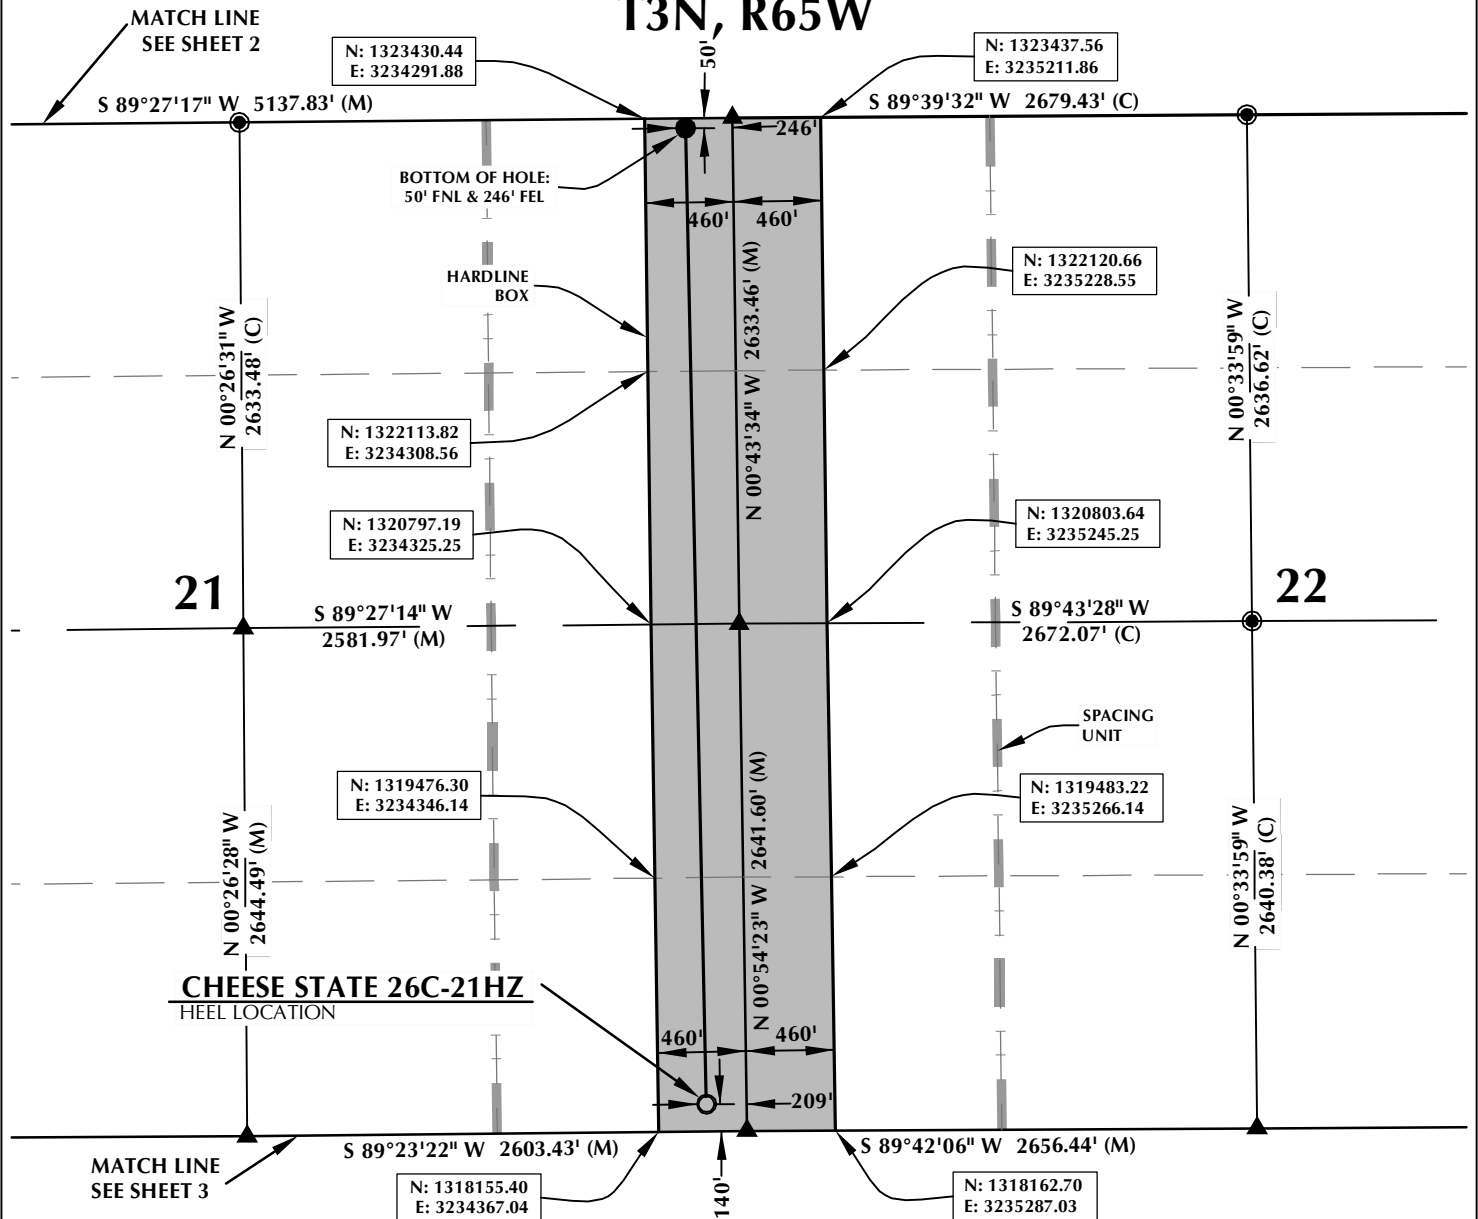 T3N, R65W
MATCH LINE
SEE SHEET 2
N: 1323430.44
E: 3234291.88
50'
N: 1323437.56
E: 3235211.86
S 89°27'17" W 5137.83' (M)
S 89°39'32" W 2679.43' (C)
246'
BOTTOM OF HOLE:
50' FNL & 246' FEL
460'
460'
HARDLINE
BOX
N: 1322120.66
E: 3235228.55
N 00°26'31" W
2633.48' (C)
N 00°43'34" W 2633.46' (M)
N 00°33'59" W
2636.62' (C)
N: 1322113.82
E: 3234308.56
N: 1320797.19
E: 3234325.25
N: 1320803.64
E: 3235245.25
21
22
S 89°27'14" W
2581.97' (M)
S 89°43'28" W
2672.07' (C)
SPACING
UNIT
N: 1319476.30
E: 3234346.14
N: 1319483.22
E: 3235266.14
N 00°26'28" W
2644.49' (M)
N 00°54'23" W 2641.60' (M)
N 00°33'59" W
2640.38' (C)
CHEESE STATE 26C-21HZ
HEEL LOCATION
460'
460'
209'
S 89°23'22" W 2603.43' (M)
S 89°42'06" W 2656.44' (M)
MATCH LINE
SEE SHEET 3
140'
N: 1318155.40
E: 3234367.04
N: 1318162.70
E: 3235287.03